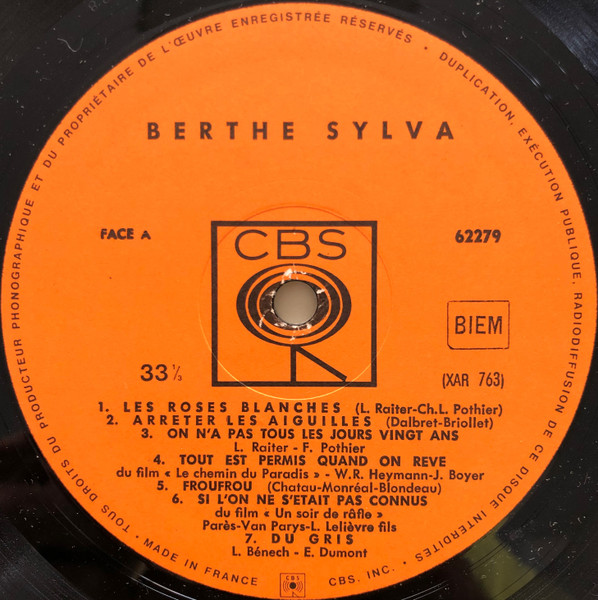 TOUS DROITS DU PRODUCTEUR PHONOGRAPHIQUE ET DU PROPRIÉTAIRE DE L'ŒUVRE ENREGISTRÉE RÉSERVÉS • DUPLICATION, EXÉCUTION PUBLIQUE, RADIODIFFUSION DE CE DISQUE INTERDITES •
BERTHE SYLVA
FACE A
CBS
62279
BIEM
33 1/3
(XAR 763)
1. LES ROSES BLANCHES (L. Raiter-Ch.L. Pothier)
2. ARRETER LES AIGUILLES (Dalbret-Briollet)
3. ON N'A PAS TOUS LES JOURS VINGT ANS
L. Raiter - F. Pothier
4. TOUT EST PERMIS QUAND ON REVE
du film « Le chemin du Paradis » - W.R. Heymann-J. Boyer
5. FROUFROU (Chatau-Monréal-Blondeau)
6. SI L'ON NE S'ETAIT PAS CONNUS
du film « Un soir de râfle »
Parès-Van Parys-L. Lelièvre fils
7. DU GRIS
L. Bénech - E. Dumont
• MADE IN FRANCE
CBS
CBS. INC. •